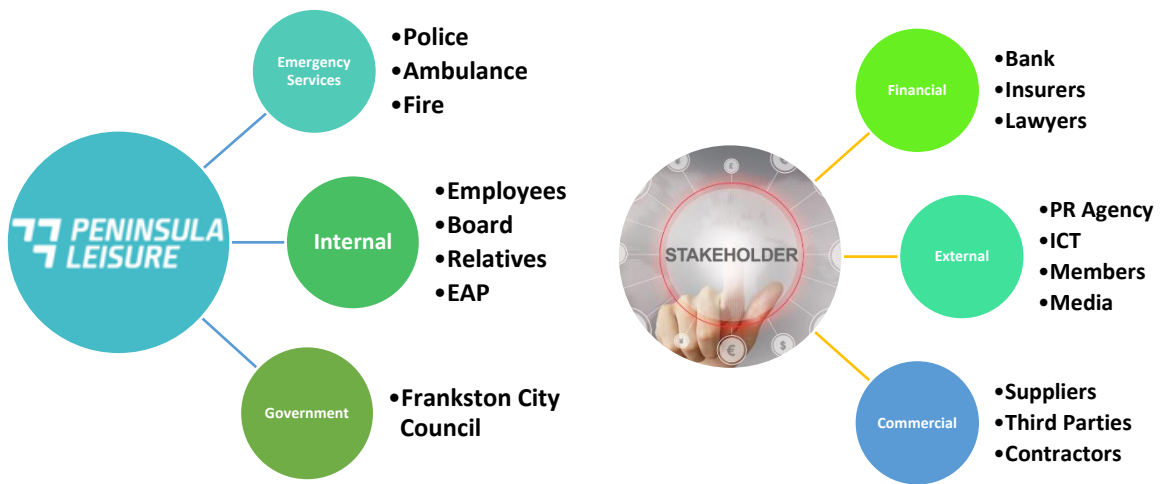 PENINSULA
LEISURE
Emergency
Services
•Police
•Ambulance
•Fire
Internal
•Employees
•Board
•Relatives
•EAP
Government
•Frankston City
Council
STAKEHOLDER
Financial
•Bank
•Insurers
•Lawyers
External
•PR Agency
•ICT
•Members
•Media
Commercial
•Suppliers
•Third Parties
•Contractors